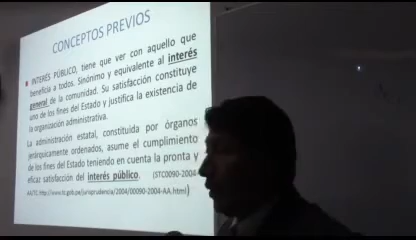 CONCEPTOS PREVIOS
INTERÉS PÚBLICO, tiene que ver con aquello que
beneficia a todos. Sinónimo y equivalente al interés
general de la comunidad. Su satisfacción constituye
uno de los fines del Estado y justifica la existencia de
la organización administrativa.
La administración estatal, constituida por órganos
jerárquicamente ordenados, asume el cumplimiento
de los fines del Estado teniendo en cuenta la pronta y
eficaz satisfacción del interés público. (STC0090-2004-
AA/TC http://www.tc.gob.pe/jurisprudencia/2004/00090-2004-AA.html)